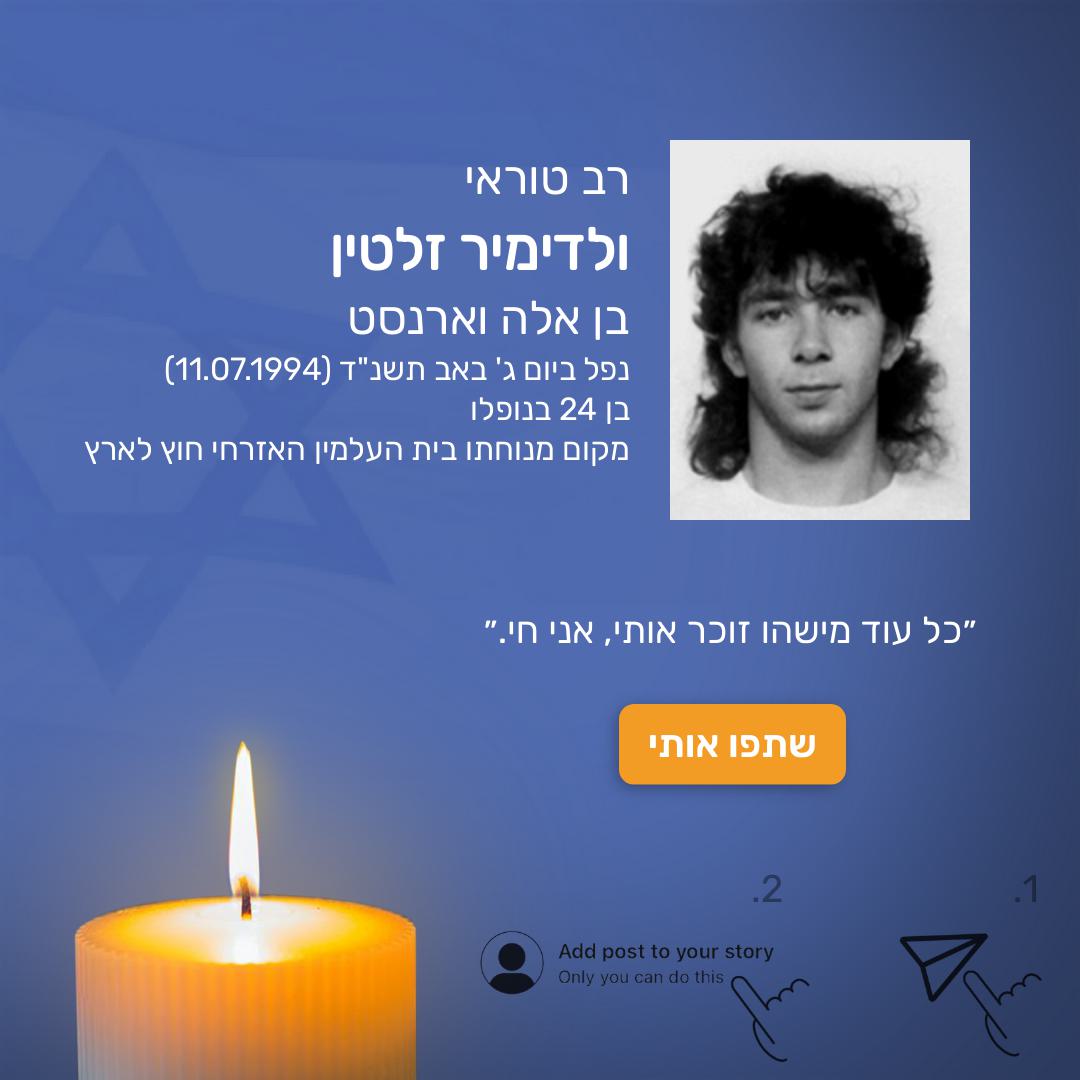 רב טוראי
ולדימיר זלטין
בן אלה וארנסט
נפל ביום ג' באב תשנ"ד (11.07.1994)
בן 24 בנופלו
מקום מנוחתו בית העלמין האזרחי חוץ לארץ
״כל עוד מישהו זוכר אותי, אני חי.״
שתפו אותי
1.
2.
Add post to your story
Only you can do this